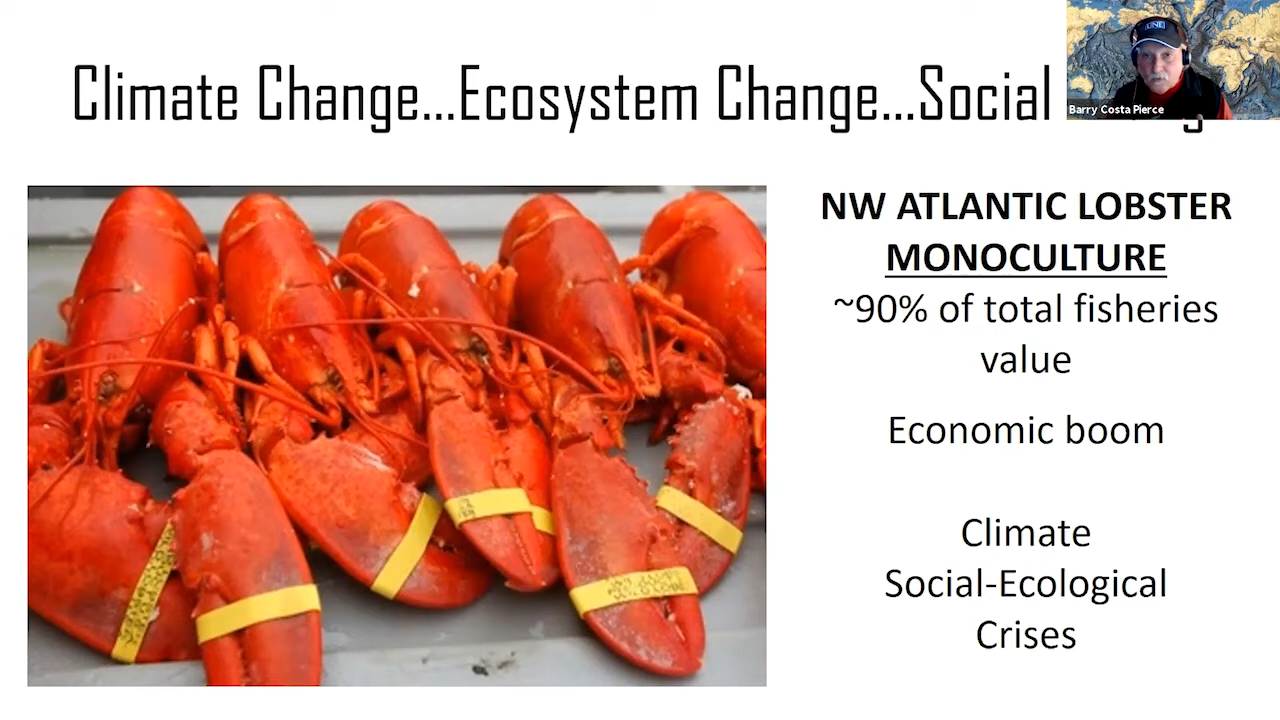 Climate Change...Ecosystem Change...Social
UNE
Barry Costa Pierce
NW ATLANTIC LOBSTER
MONOCULTURE
~90% of total fisheries
value
Economic boom
Climate
Social-Ecological
Crises